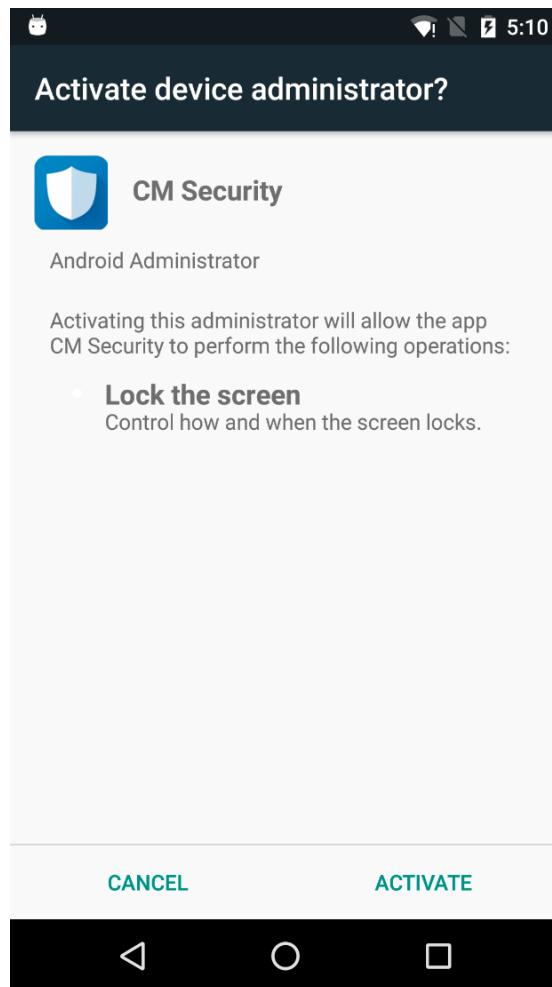 5:10
Activate device administrator?
CM Security
Android Administrator
Activating this administrator will allow the app
CM Security to perform the following operations:
Lock the screen
Control how and when the screen locks.
CANCEL ACTIVATE